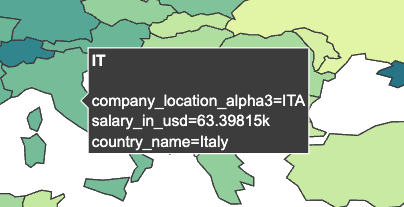 IT
company_location_alpha3=ITA
salary_in_usd=63.39815k
country_name=Italy